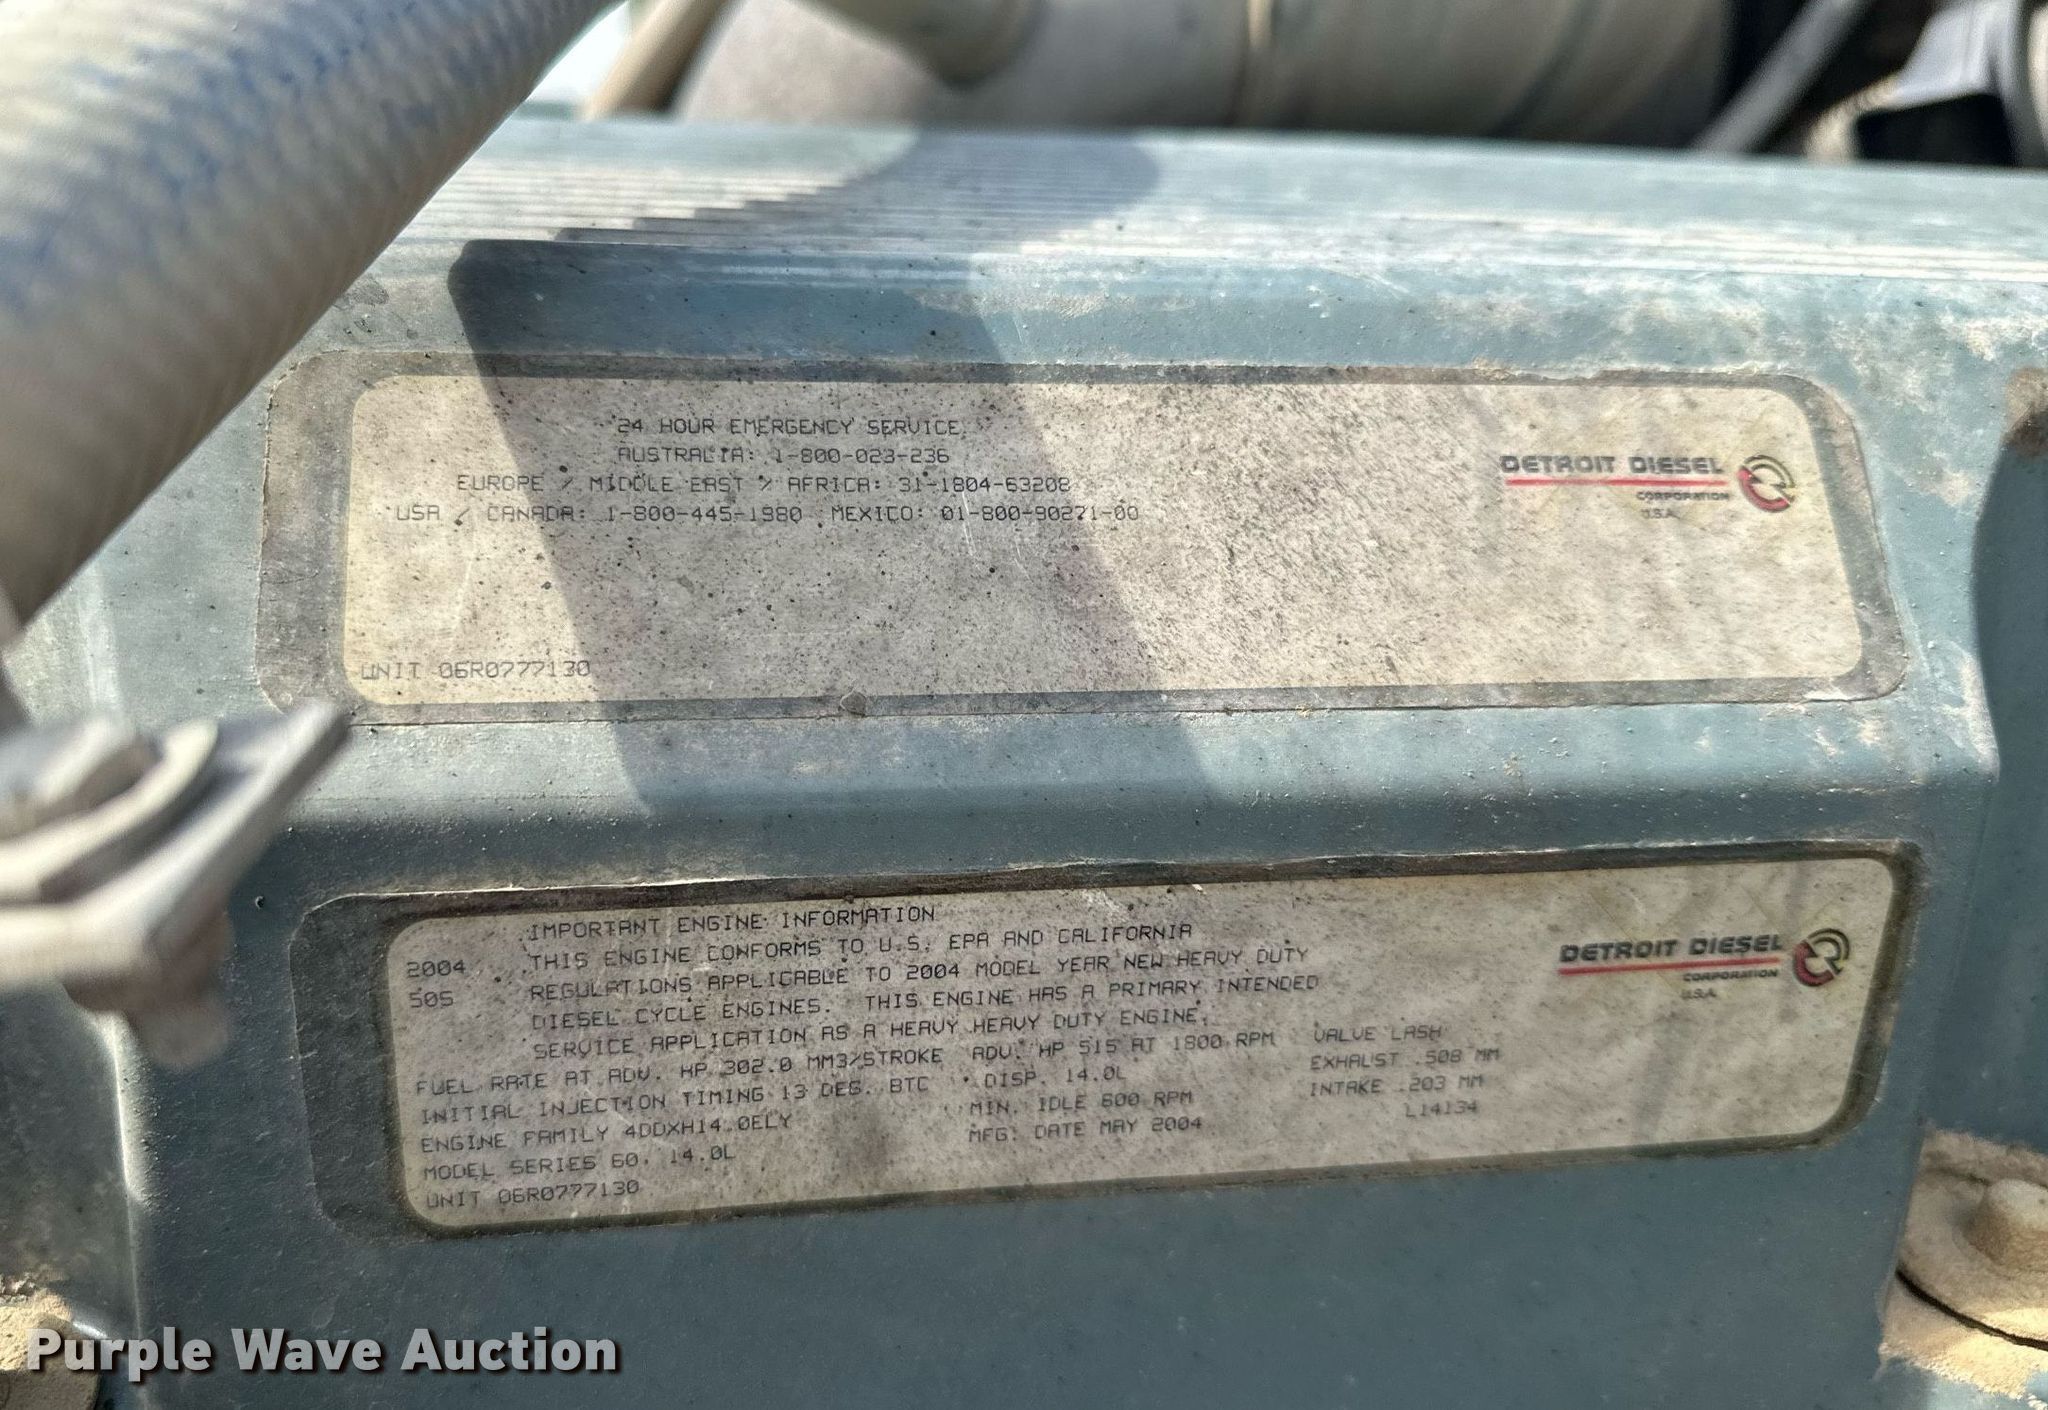 24 HOUR EMERGENCY SERVICE
AUSTRALIA: 1-800-023-236
EUROPE / MIDDLE EAST / AFRICA: 31-1804-63208
USA / CANADA: 1-800-445-1980 MEXICO: 01-800-90271-00
DETROIT DIESEL
CORPORATION
U.S.A.
UNIT 06R0777130
IMPORTANT ENGINE INFORMATION
2004 THIS ENGINE CONFORMS TO U.S. EPA AND CALIFORNIA
505 REGULATIONS APPLICABLE TO 2004 MODEL YEAR NEW HEAVY DUTY
DIESEL CYCLE ENGINES. THIS ENGINE HAS A PRIMARY INTENDED
SERVICE APPLICATION AS A HEAVY HEAVY DUTY ENGINE.
FUEL RATE AT ADV. HP 302.0 MM3/STROKE ADV. HP 515 AT 1800 RPM VALVE LASH
INITIAL INJECTION TIMING 13 DEG. BTC DISP. 14.0L EXHAUST .508 MM
ENGINE FAMILY 4DDXH14.0ELY MIN. IDLE 600 RPM INTAKE .203 MM
MODEL SERIES 60, 14.0L MFG. DATE MAY 2004 L14134
UNIT 06R0777130
DETROIT DIESEL
CORPORATION
U.S.A.
Purple Wave Auction